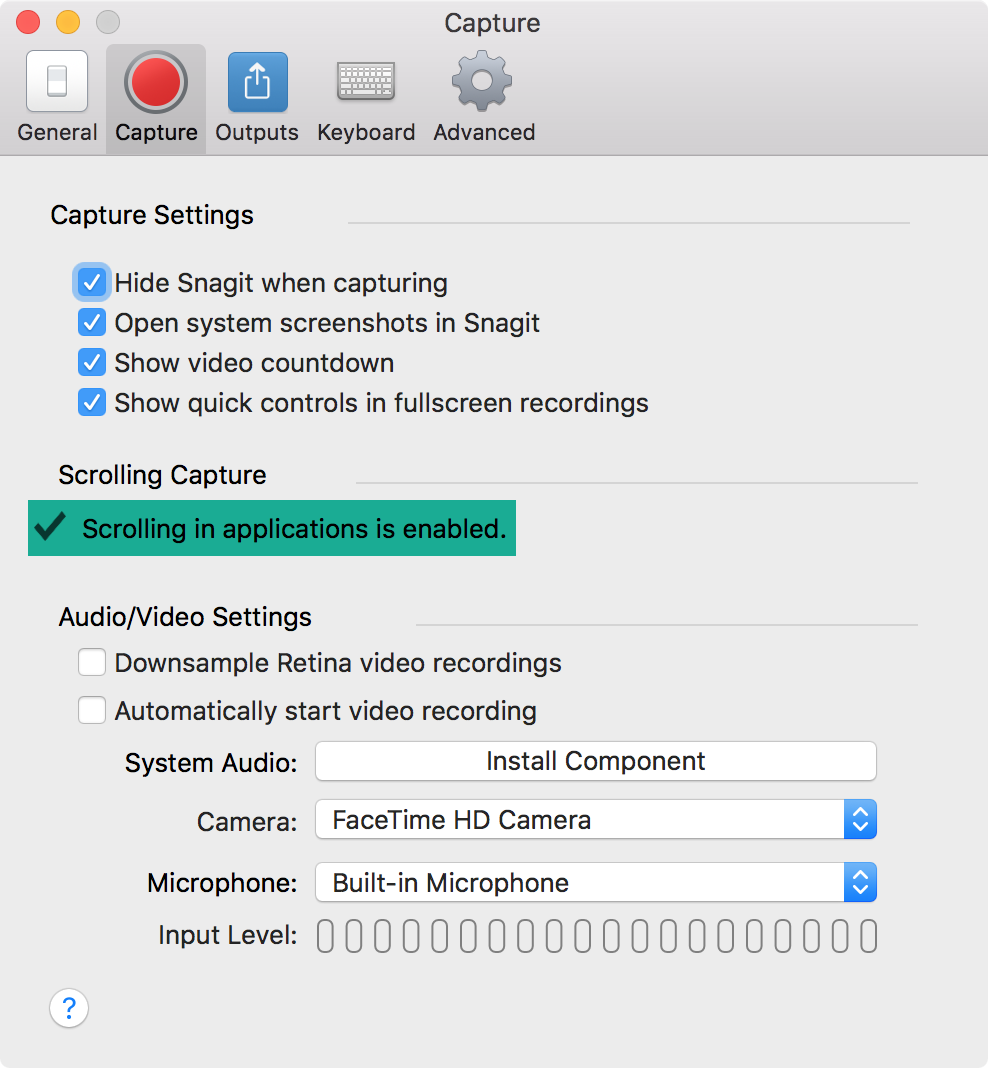 Capture
General Capture Outputs Keyboard Advanced
Capture Settings
Hide Snagit when capturing
Open system screenshots in Snagit
Show video countdown
Show quick controls in fullscreen recordings
Scrolling Capture
Scrolling in applications is enabled.
Audio/Video Settings
Downsample Retina video recordings
Automatically start video recording
System Audio: Install Component
Camera: FaceTime HD Camera
Microphone: Built-in Microphone
Input Level:
?